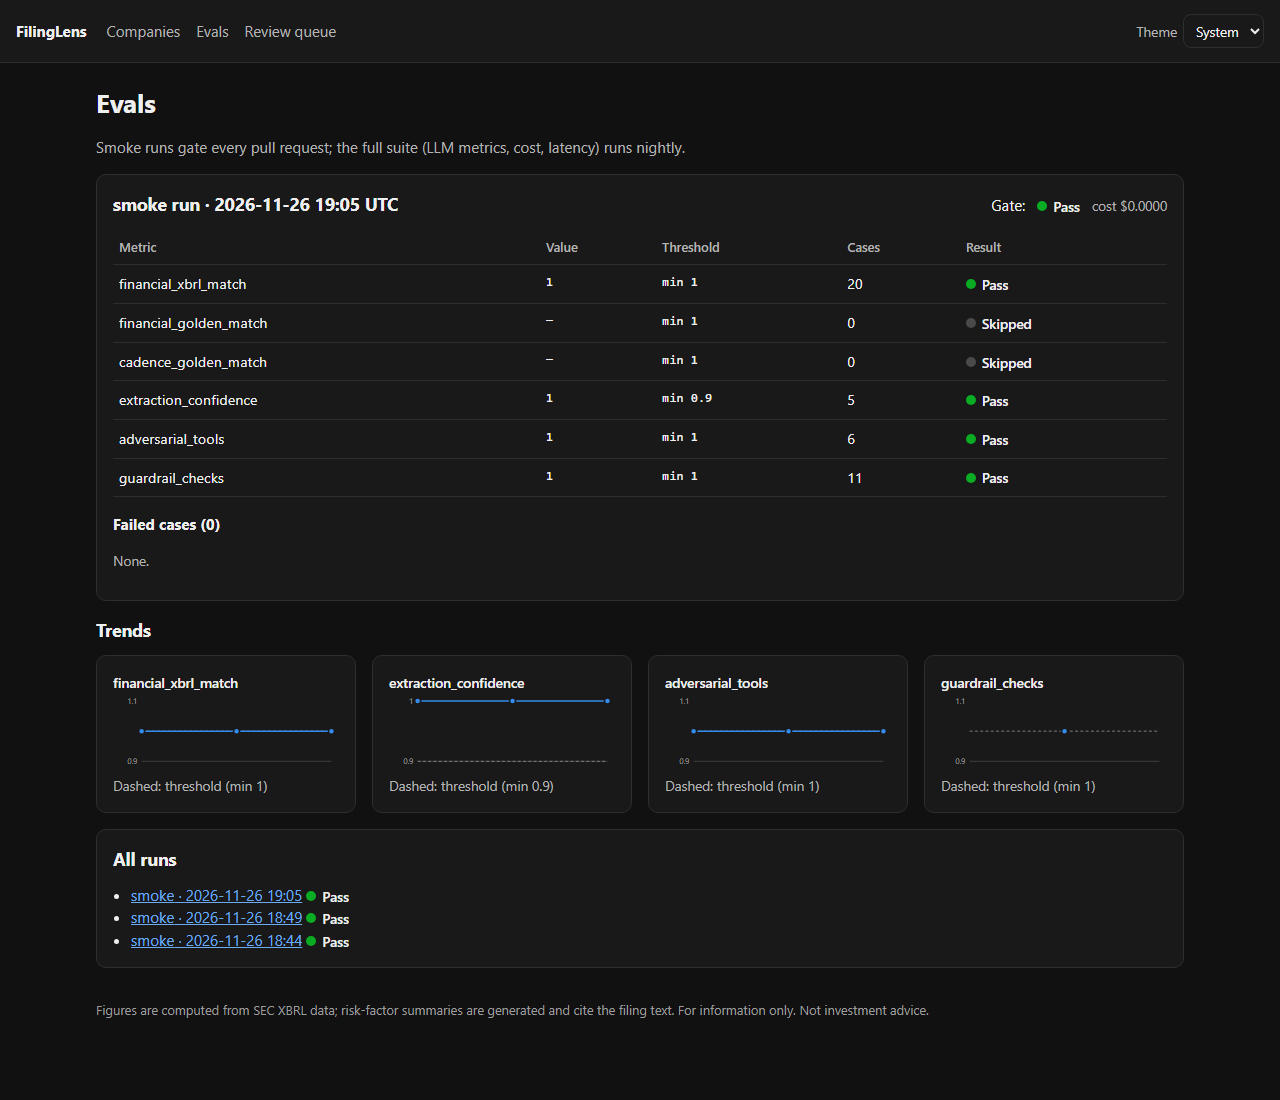 FilingLens Companies Evals Review queue Theme System
Evals
Smoke runs gate every pull request; the full suite (LLM metrics, cost, latency) runs nightly.
smoke run · 2026-11-26 19:05 UTC Gate: Pass cost $0.0000
Metric Value Threshold Cases Result
financial_xbrl_match 1 min 1 20 Pass
financial_golden_match — min 1 0 Skipped
cadence_golden_match — min 1 0 Skipped
extraction_confidence 1 min 0.9 5 Pass
adversarial_tools 1 min 1 6 Pass
guardrail_checks 1 min 1 11 Pass
Failed cases (0)
None.
Trends
financial_xbrl_match
1.1
0.9
Dashed: threshold (min 1)
extraction_confidence
1
0.9
Dashed: threshold (min 0.9)
adversarial_tools
1.1
0.9
Dashed: threshold (min 1)
guardrail_checks
1.1
0.9
Dashed: threshold (min 1)
All runs
smoke · 2026-11-26 19:05 Pass
smoke · 2026-11-26 18:49 Pass
smoke · 2026-11-26 18:44 Pass
Figures are computed from SEC XBRL data; risk-factor summaries are generated and cite the filing text. For information only. Not investment advice.